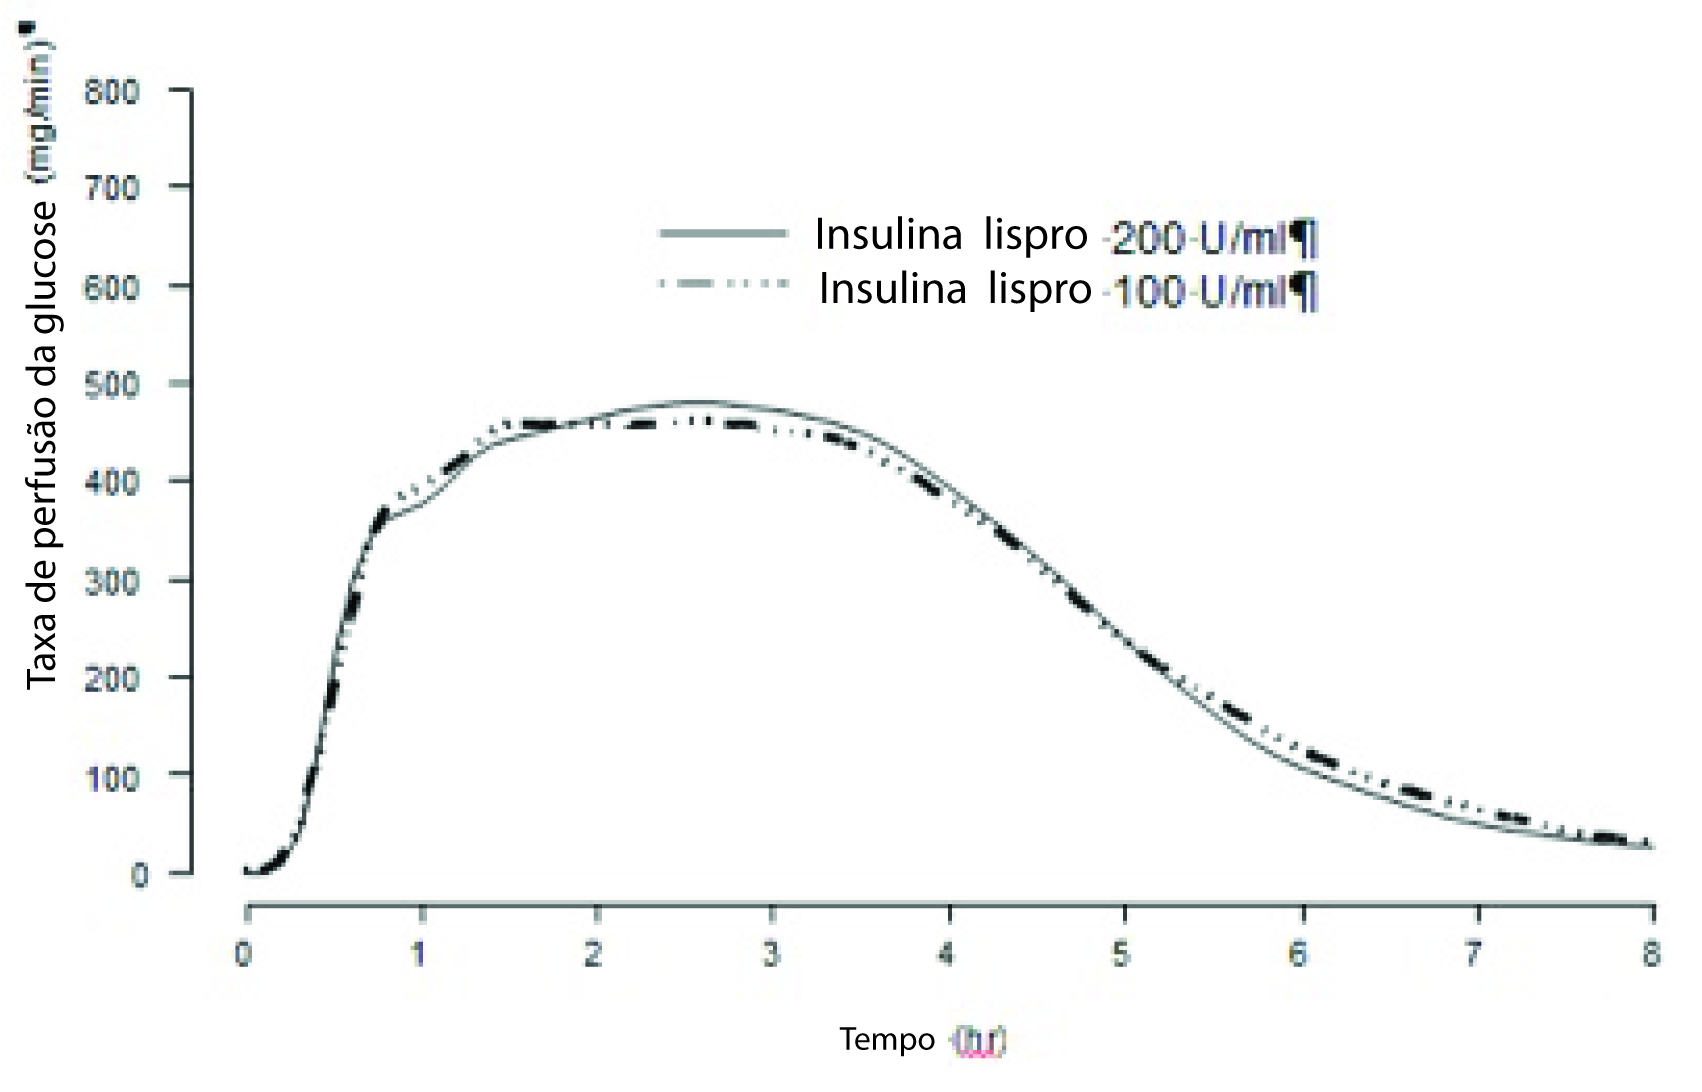 Taxa de perfusão da glucose (mg/min)
800
700
600
500
400
300
200
100
0
Insulina lispro ·200·U/ml¶
Insulina lispro ·100·U/ml¶
0 1 2 3 4 5 6 7 8
Tempo (hr)